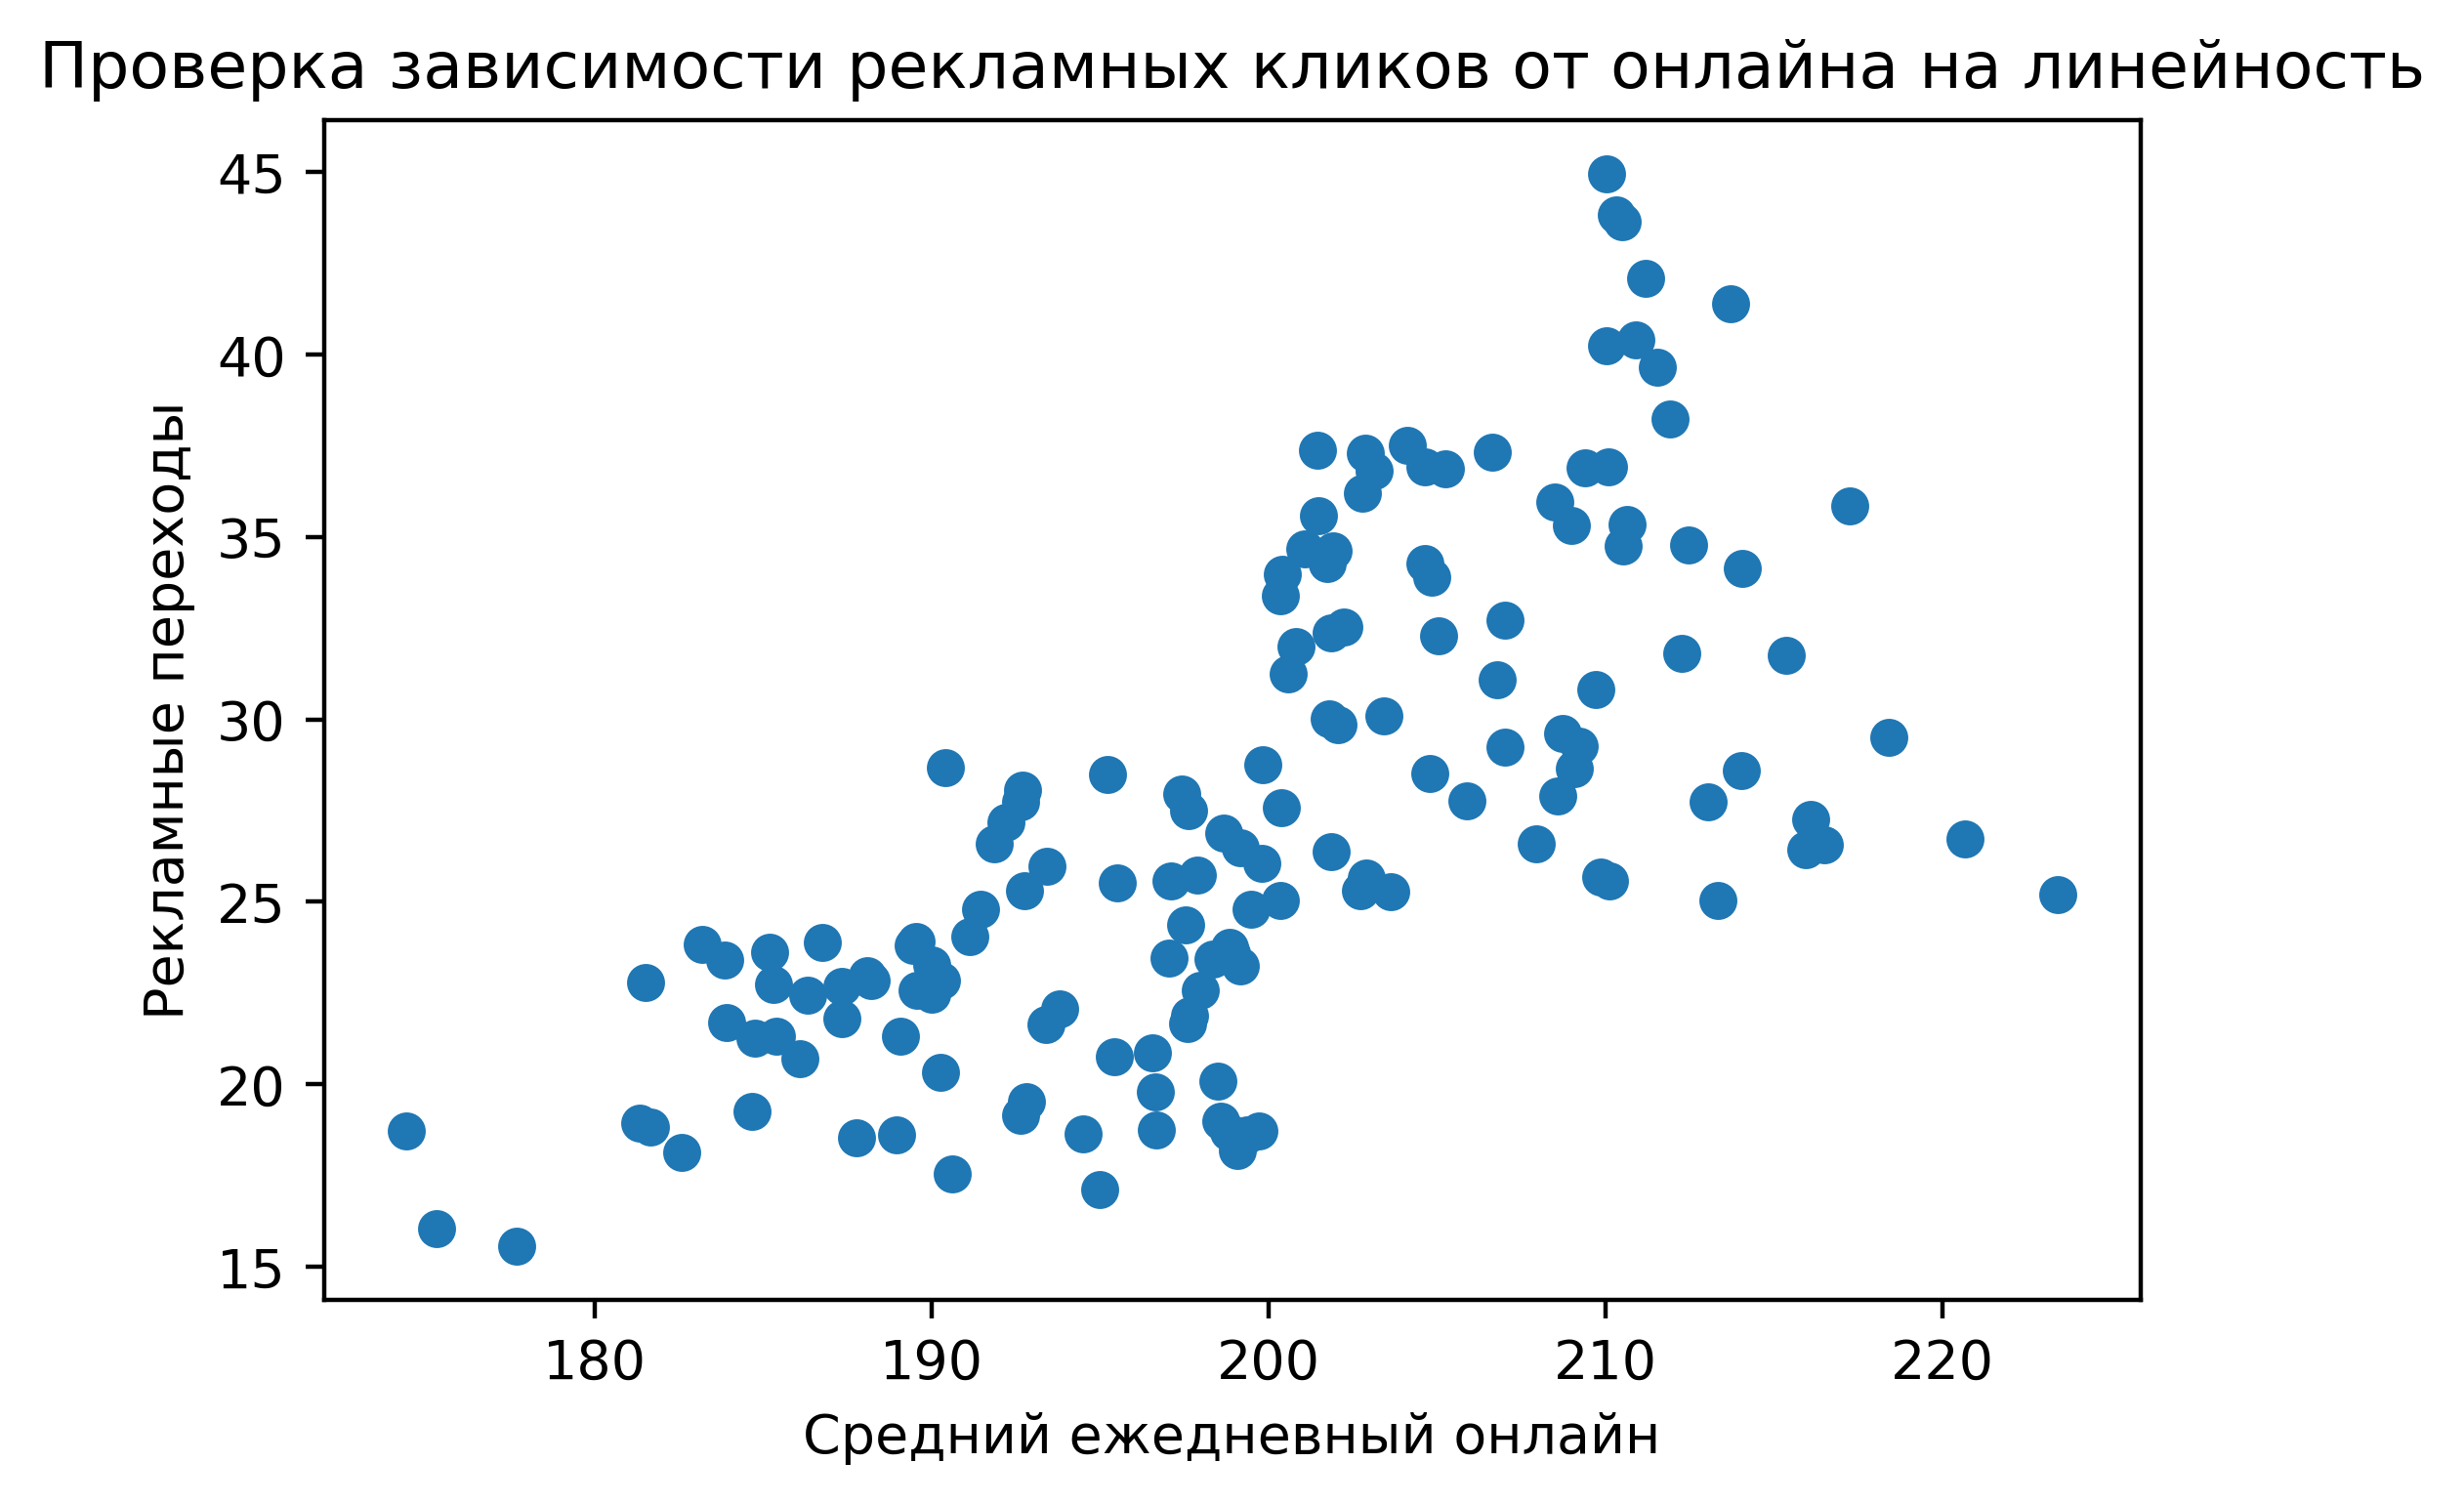 Проверка зависимости рекламных кликов от онлайна на линейность
45
40
35
30
25
20
15
Рекламные переходы
180 190 200 210 220
Средний ежедневный онлайн